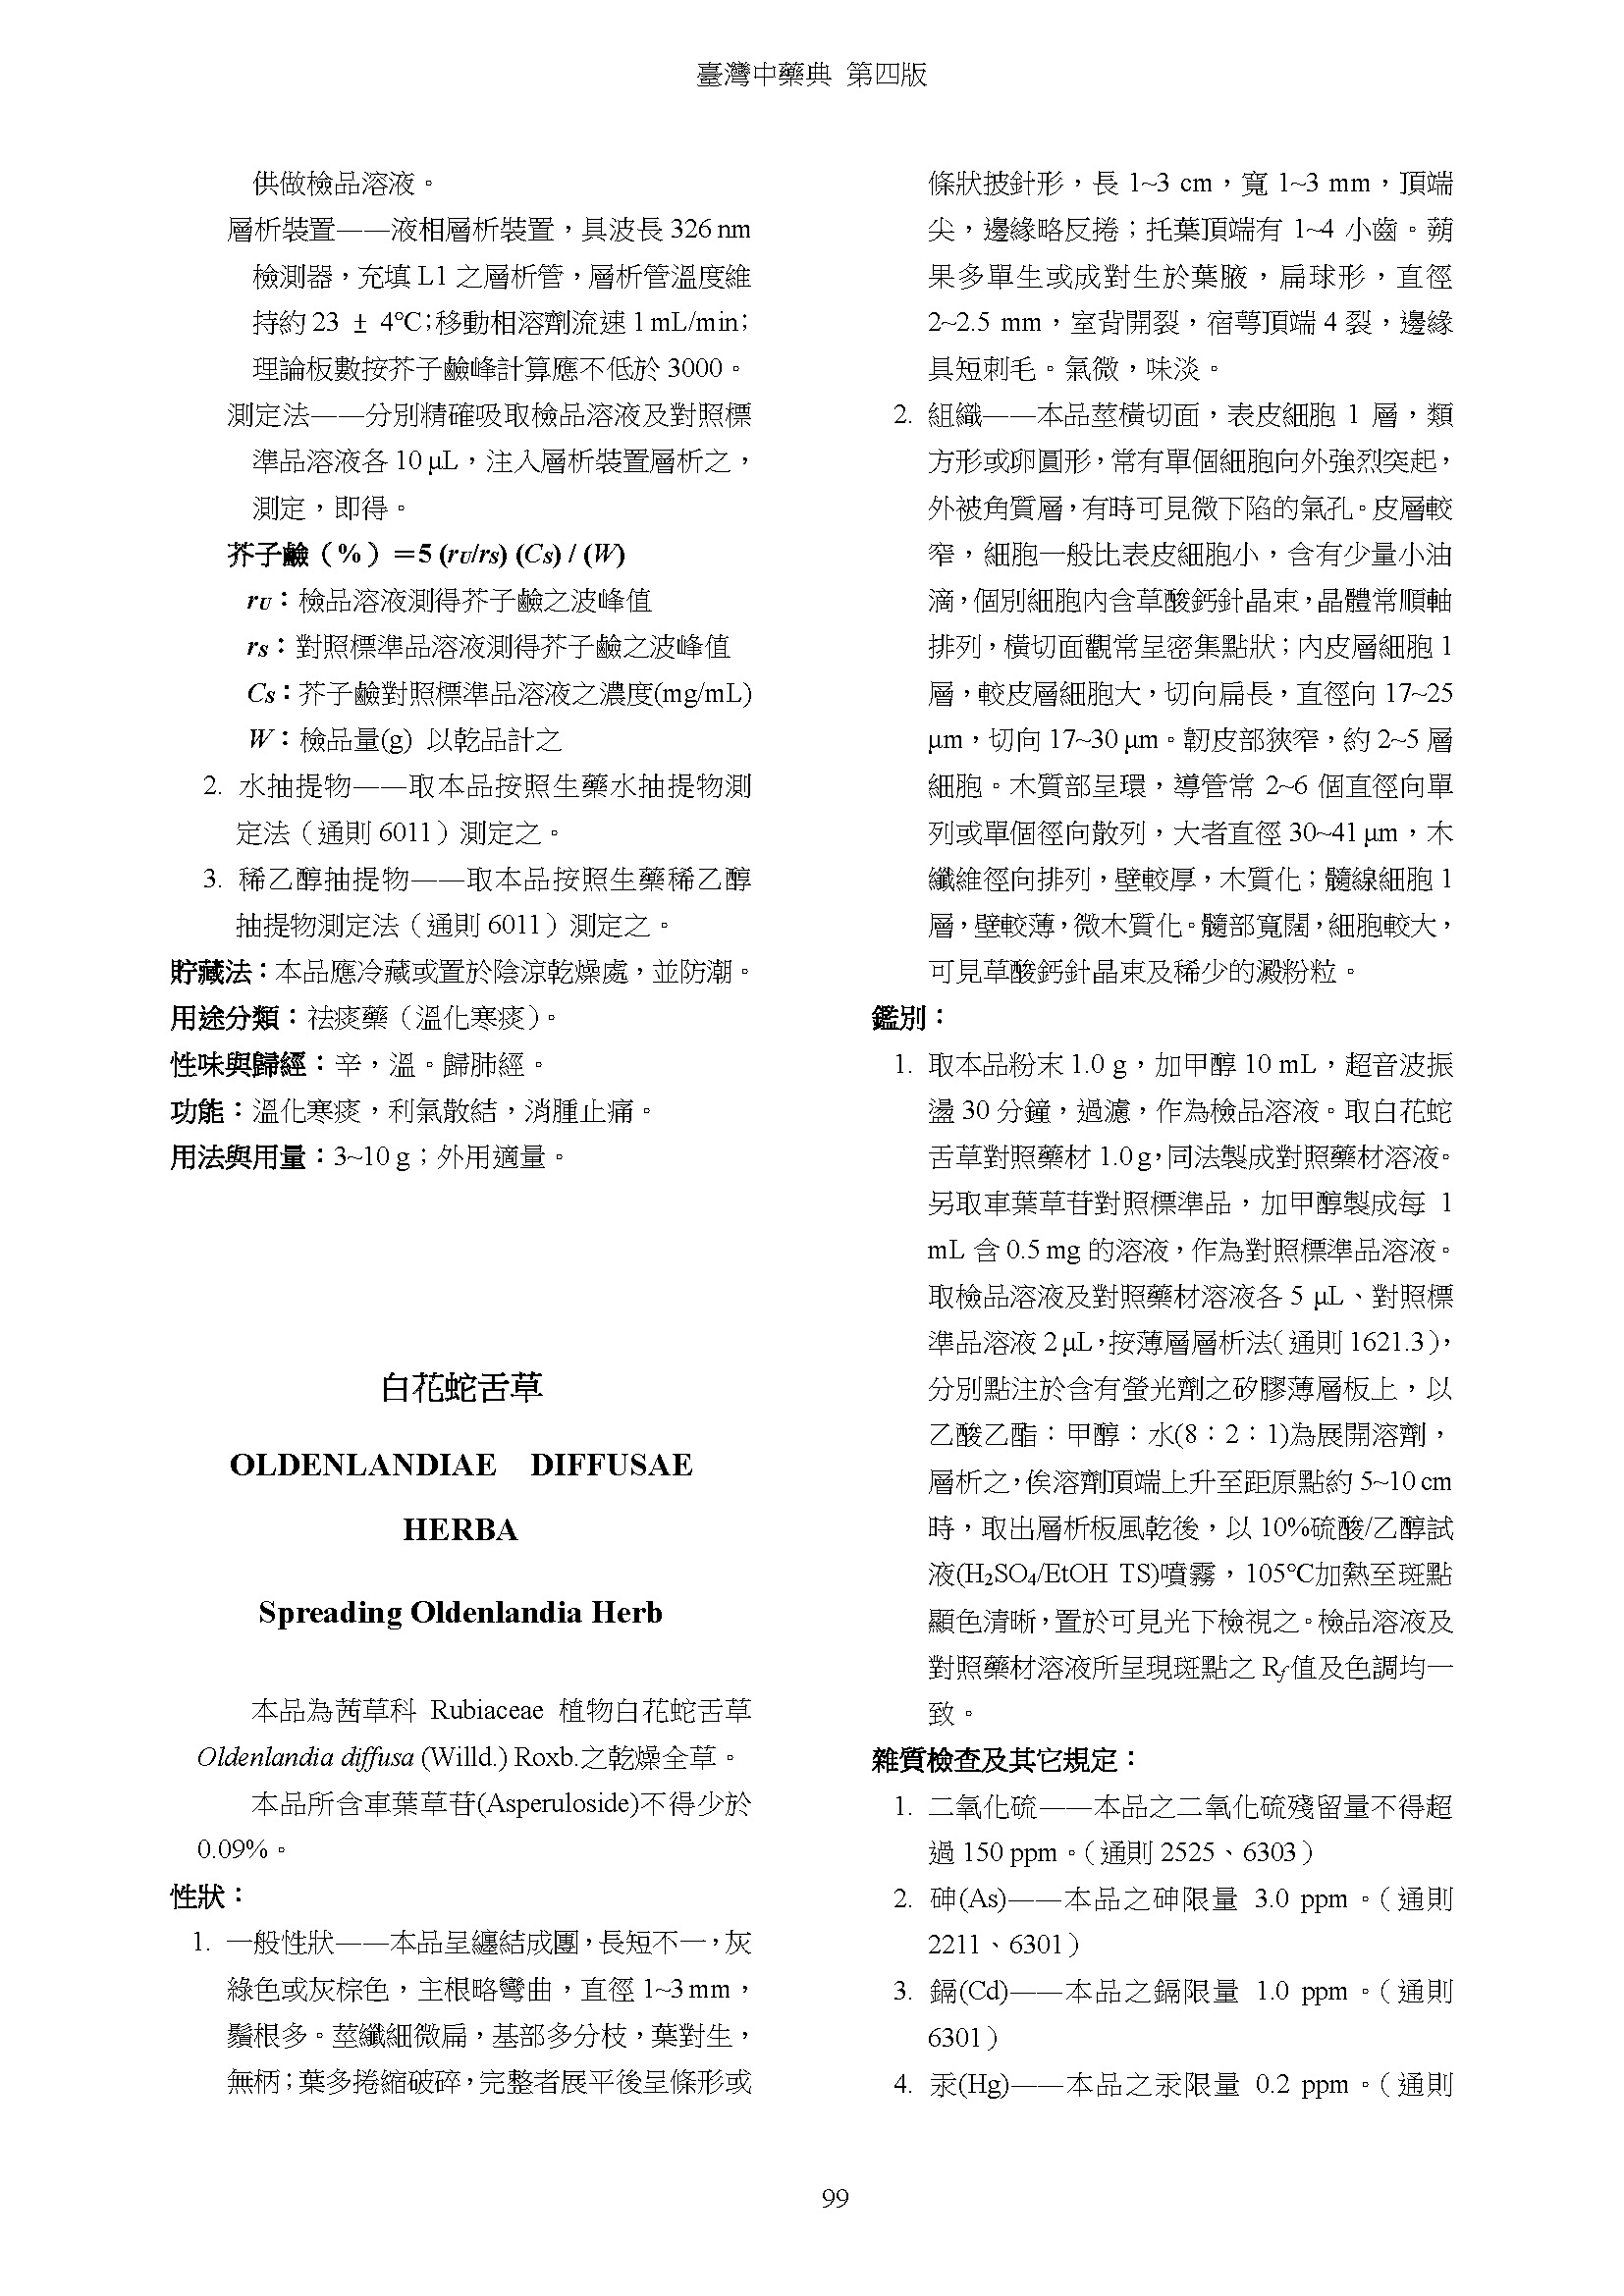 臺灣中藥典 第四版
供做檢品溶液。
層析裝置——液相層析裝置，具波長 326 nm
檢測器，充填 L1 之層析管，層析管溫度維
持約 23 ± 4℃；移動相溶劑流速 1 mL/min；
理論板數按芥子鹼峰計算應不低於 3000。
測定法——分別精確吸取檢品溶液及對照標
準品溶液各 10 μL，注入層析裝置層析之，
測定，即得。
芥子鹼（%）＝5 (rU/rS) (CS) / (W)
rU：檢品溶液測得芥子鹼之波峰值
rS：對照標準品溶液測得芥子鹼之波峰值
CS：芥子鹼對照標準品溶液之濃度(mg/mL)
W：檢品量(g) 以乾品計之
2. 水抽提物——取本品按照生藥水抽提物測
定法（通則 6011）測定之。
3. 稀乙醇抽提物——取本品按照生藥稀乙醇
抽提物測定法（通則 6011）測定之。
貯藏法：本品應冷藏或置於陰涼乾燥處，並防潮。
用途分類：祛痰藥（溫化寒痰）。
性味與歸經：辛，溫。歸肺經。
功能：溫化寒痰，利氣散結，消腫止痛。
用法與用量：3~10 g；外用適量。
白花蛇舌草
OLDENLANDIAE DIFFUSAE
HERBA
Spreading Oldenlandia Herb
本品為茜草科 Rubiaceae 植物白花蛇舌草
Oldenlandia diffusa (Willd.) Roxb.之乾燥全草。
本品所含車葉草苷(Asperuloside)不得少於
0.09%。
性狀：
1. 一般性狀——本品呈纏結成團，長短不一，灰
綠色或灰棕色，主根略彎曲，直徑 1~3 mm，
鬚根多。莖纖細微扁，基部多分枝，葉對生，
無柄；葉多捲縮破碎，完整者展平後呈條形或
條狀披針形，長 1~3 cm，寬 1~3 mm，頂端
尖，邊緣略反捲；托葉頂端有 1~4 小齒。蒴
果多單生或成對生於葉腋，扁球形，直徑
2~2.5 mm，室背開裂，宿萼頂端 4 裂，邊緣
具短刺毛。氣微，味淡。
2. 組織——本品莖橫切面，表皮細胞 1 層，類
方形或卵圓形，常有單個細胞向外強烈突起，
外被角質層，有時可見微下陷的氣孔。皮層較
窄，細胞一般比表皮細胞小，含有少量小油
滴，個別細胞內含草酸鈣針晶束，晶體常順軸
排列，橫切面觀常呈密集點狀；內皮層細胞 1
層，較皮層細胞大，切向扁長，直徑向 17~25
μm，切向 17~30 μm。韌皮部狹窄，約 2~5 層
細胞。木質部呈環，導管常 2~6 個直徑向單
列或單個徑向散列，大者直徑 30~41 μm，木
纖維徑向排列，壁較厚，木質化；髓線細胞 1
層，壁較薄，微木質化。髓部寬闊，細胞較大，
可見草酸鈣針晶束及稀少的澱粉粒。
鑑別：
1. 取本品粉末 1.0 g，加甲醇 10 mL，超音波振
盪 30 分鐘，過濾，作為檢品溶液。取白花蛇
舌草對照藥材 1.0 g，同法製成對照藥材溶液。
另取車葉草苷對照標準品，加甲醇製成每 1
mL 含 0.5 mg 的溶液，作為對照標準品溶液。
取檢品溶液及對照藥材溶液各 5 μL、對照標
準品溶液 2 μL，按薄層層析法（通則 1621.3），
分別點注於含有螢光劑之矽膠薄層板上，以
乙酸乙酯：甲醇：水(8：2：1)為展開溶劑，
層析之，俟溶劑頂端上升至距原點約 5~10 cm
時，取出層析板風乾後，以 10%硫酸/乙醇試
液(H₂SO₄/EtOH TS)噴霧，105℃加熱至斑點
顯色清晰，置於可見光下檢視之。檢品溶液及
對照藥材溶液所呈現斑點之 Rf 值及色調均一
致。
雜質檢查及其它規定：
1. 二氧化硫——本品之二氧化硫殘留量不得超
過 150 ppm。（通則 2525、6303）
2. 砷(As)——本品之砷限量 3.0 ppm。（通則
2211、6301）
3. 鎘(Cd)——本品之鎘限量 1.0 ppm。（通則
6301）
4. 汞(Hg)——本品之汞限量 0.2 ppm。（通則
99